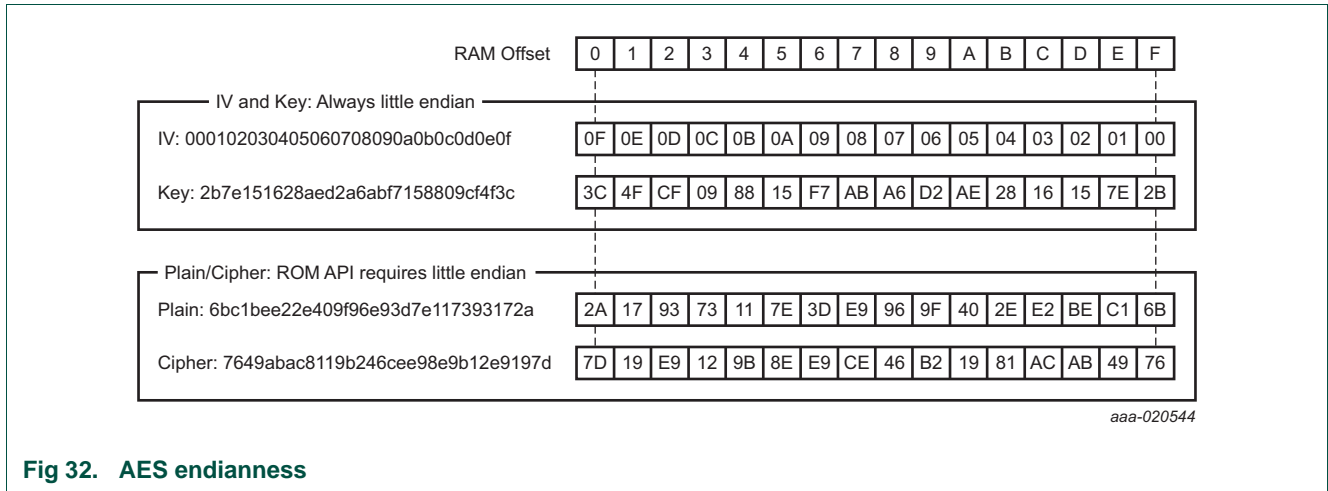 RAM Offset 0 1 2 3 4 5 6 7 8 9 A B C D E F
IV and Key: Always little endian
IV: 000102030405060708090a0b0c0d0e0f 0F 0E 0D 0C 0B 0A 09 08 07 06 05 04 03 02 01 00
Key: 2b7e151628aed2a6abf7158809cf4f3c 3C 4F CF 09 88 15 F7 AB A6 D2 AE 28 16 15 7E 2B
Plain/Cipher: ROM API requires little endian
Plain: 6bc1bee22e409f96e93d7e117393172a 2A 17 93 73 11 7E 3D E9 96 9F 40 2E E2 BE C1 6B
Cipher: 7649abac8119b246cee98e9b12e9197d 7D 19 E9 12 9B 8E E9 CE 46 B2 19 81 AC AB 49 76
aaa-020544
Fig 32. AES endianness